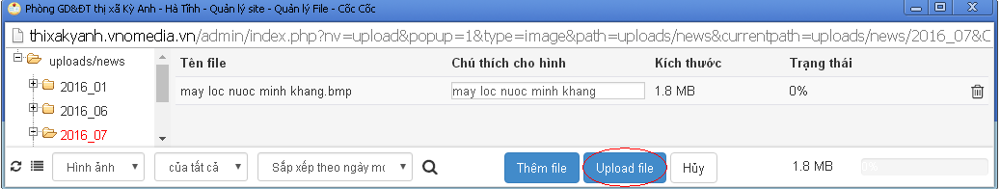 Phòng GD&ĐT thị xã Kỳ Anh - Hà Tĩnh - Quản lý site - Quản lý File - Cốc Cốc
thixakyanh.vnomedia.vn/admin/index.php?nv=upload&popup=1&type=image&path=uploads/news&currentpath=uploads/news/2016_07&C
uploads/news
2016_01
2016_06
2016_07
Tên file Chú thích cho hình Kích thước Trạng thái
may loc nuoc minh khang.bmp may loc nuoc minh khang 1.8 MB 0%
Hình ảnh của tất cả Sắp xếp theo ngày mớ Thêm file Upload file Hủy 1.8 MB 0%